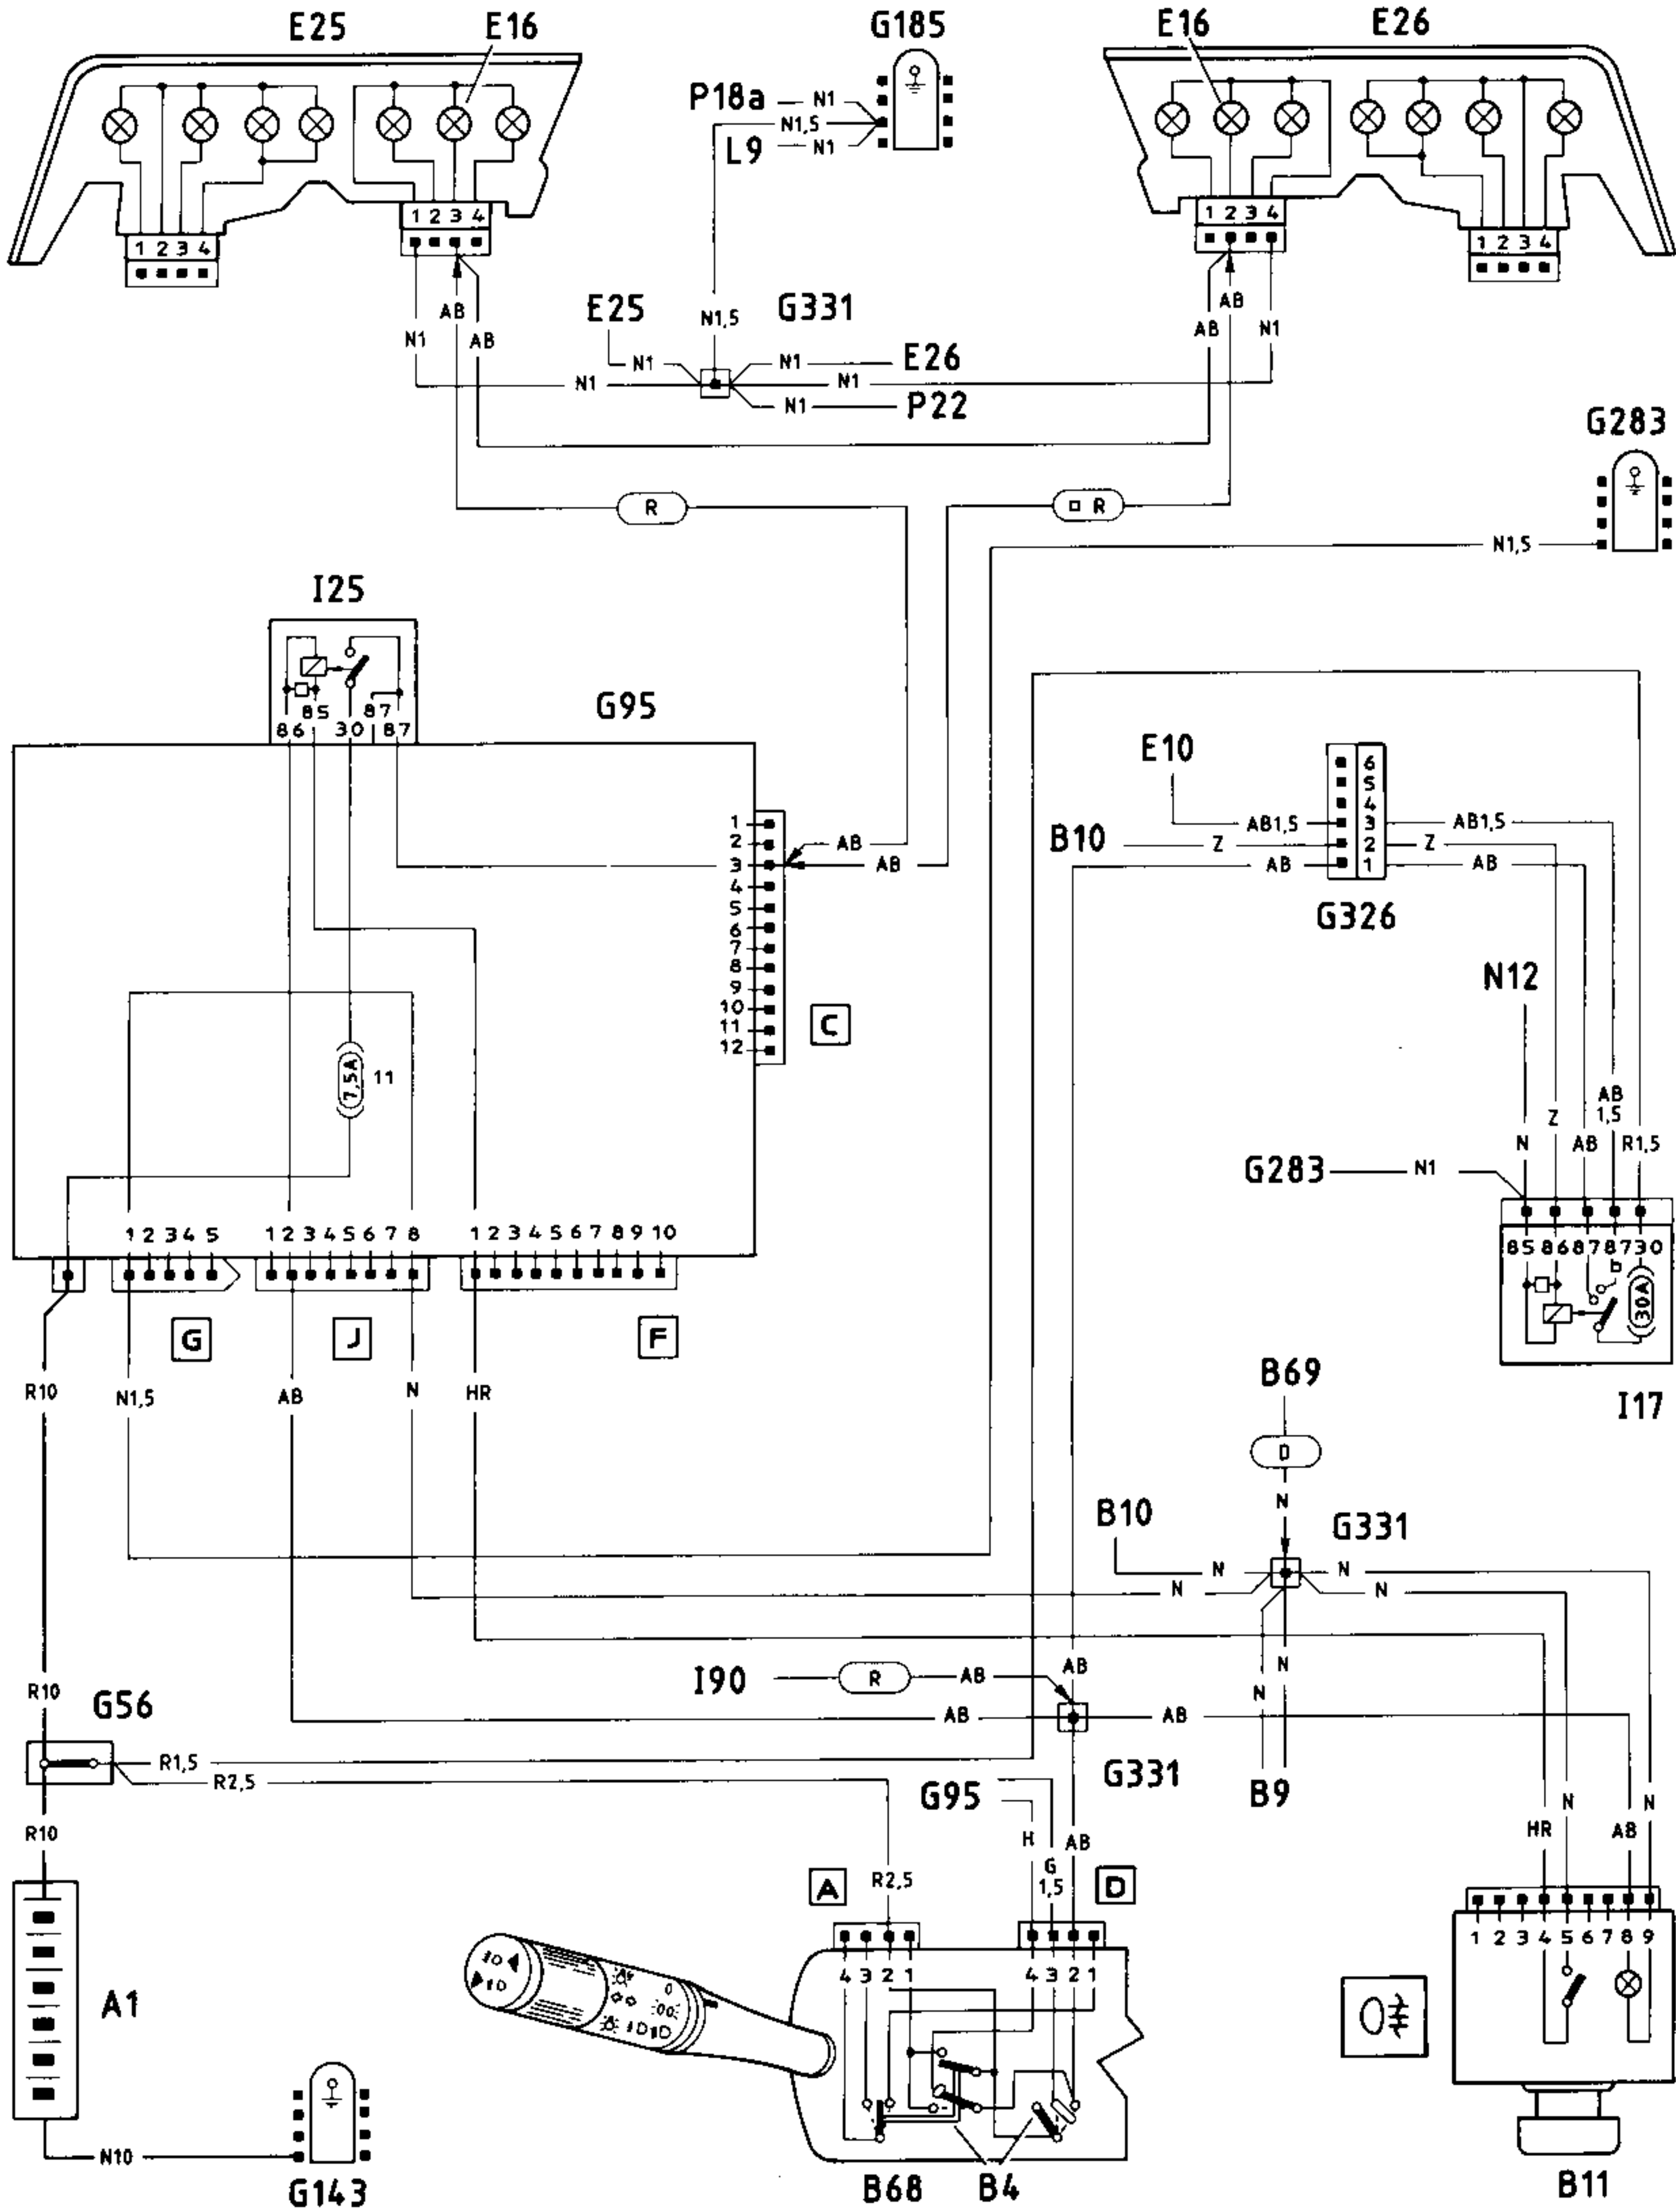 E25 E16 G185 E16 E26
P18a N1
N1,5
L9 N1
1 2 3 4
1 2 3 4
1 2 3 4
1 2 3 4
N1 AB AB
E25 N1,5 G331
AB AB N1
N1 N1 E26
N1 N1
N1 P22
G283
R
R
N1,5
I25
86 85 30 87 87
G95
1
2 AB
3 AB
4
5
6
7
8
9
10
11
12
C
7,5A 11
E10
B10
6
5
4
AB1,5 3 AB1,5
Z 2 Z
AB 1 AB
G326
N12
N Z AB AB 1,5 R1,5
G283 N1
85 86 87 87b 30
30A
I17
1 2 3 4 5
1 2 3 4 5 6 7 8
1 2 3 4 5 6 7 8 9 10
G J F
R10 N1,5 AB N HR
B69
N
B10 G331
N N
N N
I90 R AB AB
AB AB
N N
R10 G56
R1,5
R2,5
G331
B9
G95
R10
H G 1,5 AB
A R2,5 D
HR N AB N
4 3 2 1
4 3 2 1
1 2 3 4 5 6 7 8 9
A1
N10
G143
B68 B4
B11